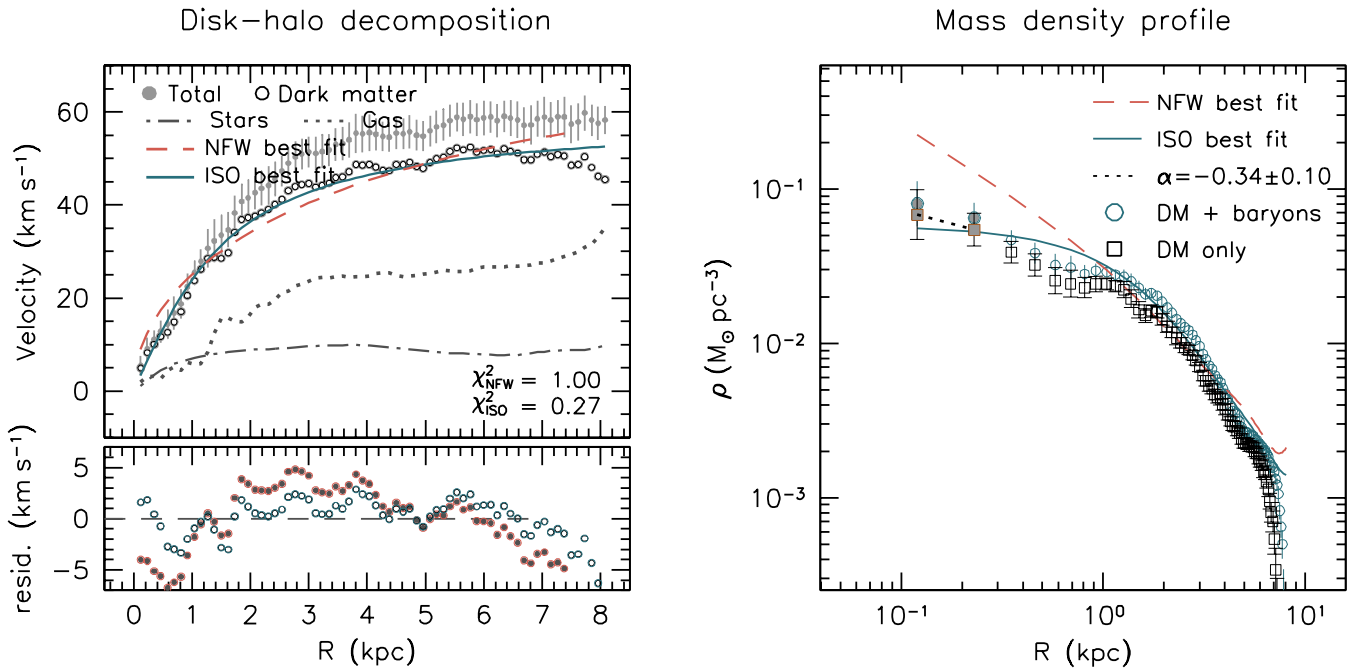 Disk-halo decomposition
Total Dark matter
Stars Gas
NFW best fit
ISO best fit
χ²NFW = 1.00
χ²ISO = 0.27
Velocity (km s⁻¹)
60
40
20
0
resid. (km s⁻¹)
5
0
−5
0 1 2 3 4 5 6 7 8
R (kpc)
Mass density profile
NFW best fit
ISO best fit
α=−0.34±0.10
DM + baryons
DM only
ρ (M⊙ pc⁻³)
10⁻¹
10⁻²
10⁻³
10⁻¹ 10⁰ 10¹
R (kpc)